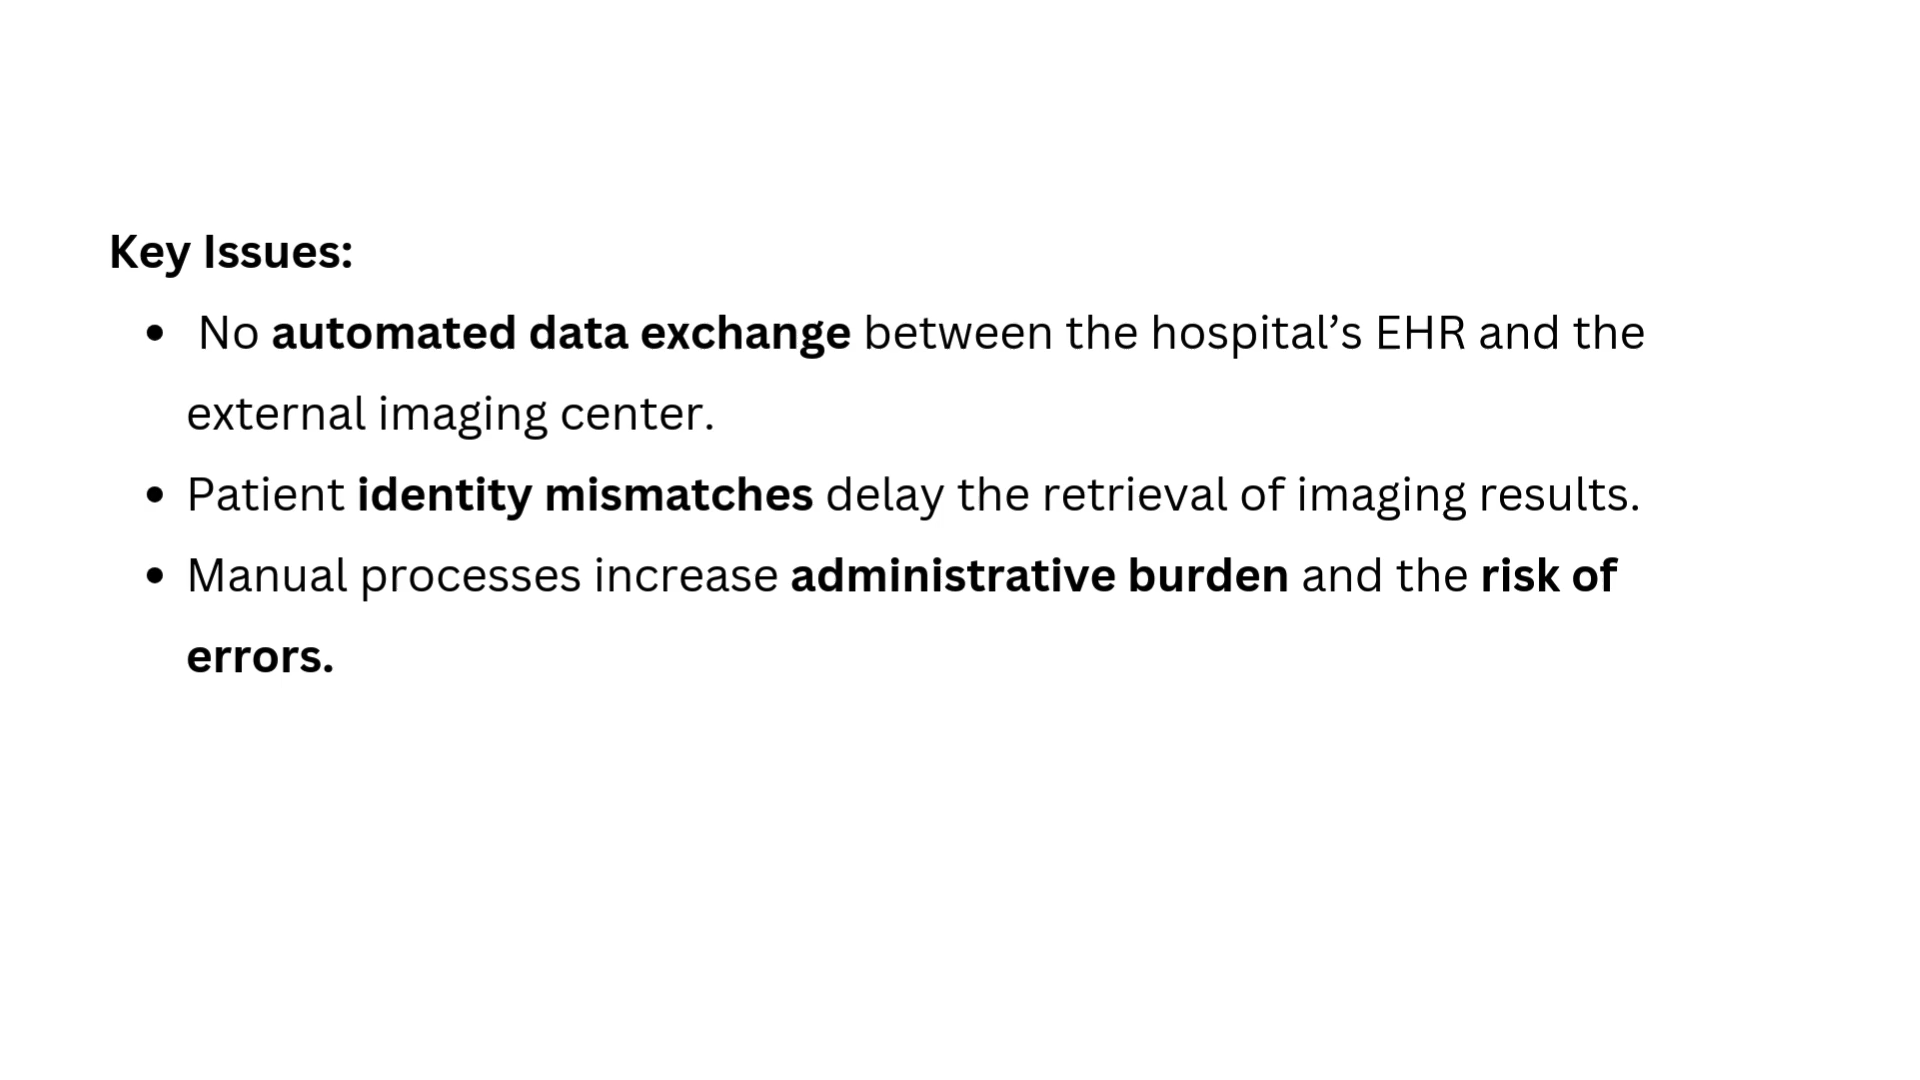 Key Issues:
• No automated data exchange between the hospital’s EHR and the
external imaging center.
• Patient identity mismatches delay the retrieval of imaging results.
• Manual processes increase administrative burden and the risk of
errors.